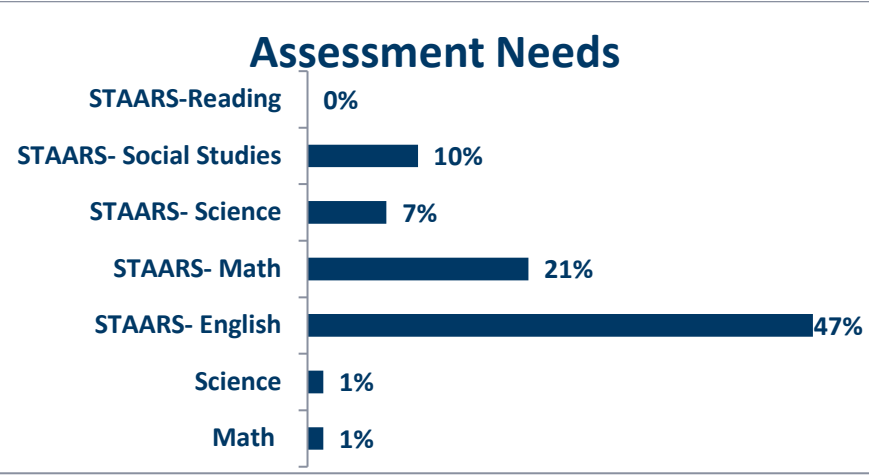 Assessment Needs
STAARS-Reading 0%
STAARS- Social Studies 10%
STAARS- Science 7%
STAARS- Math 21%
STAARS- English 47%
Science 1%
Math 1%